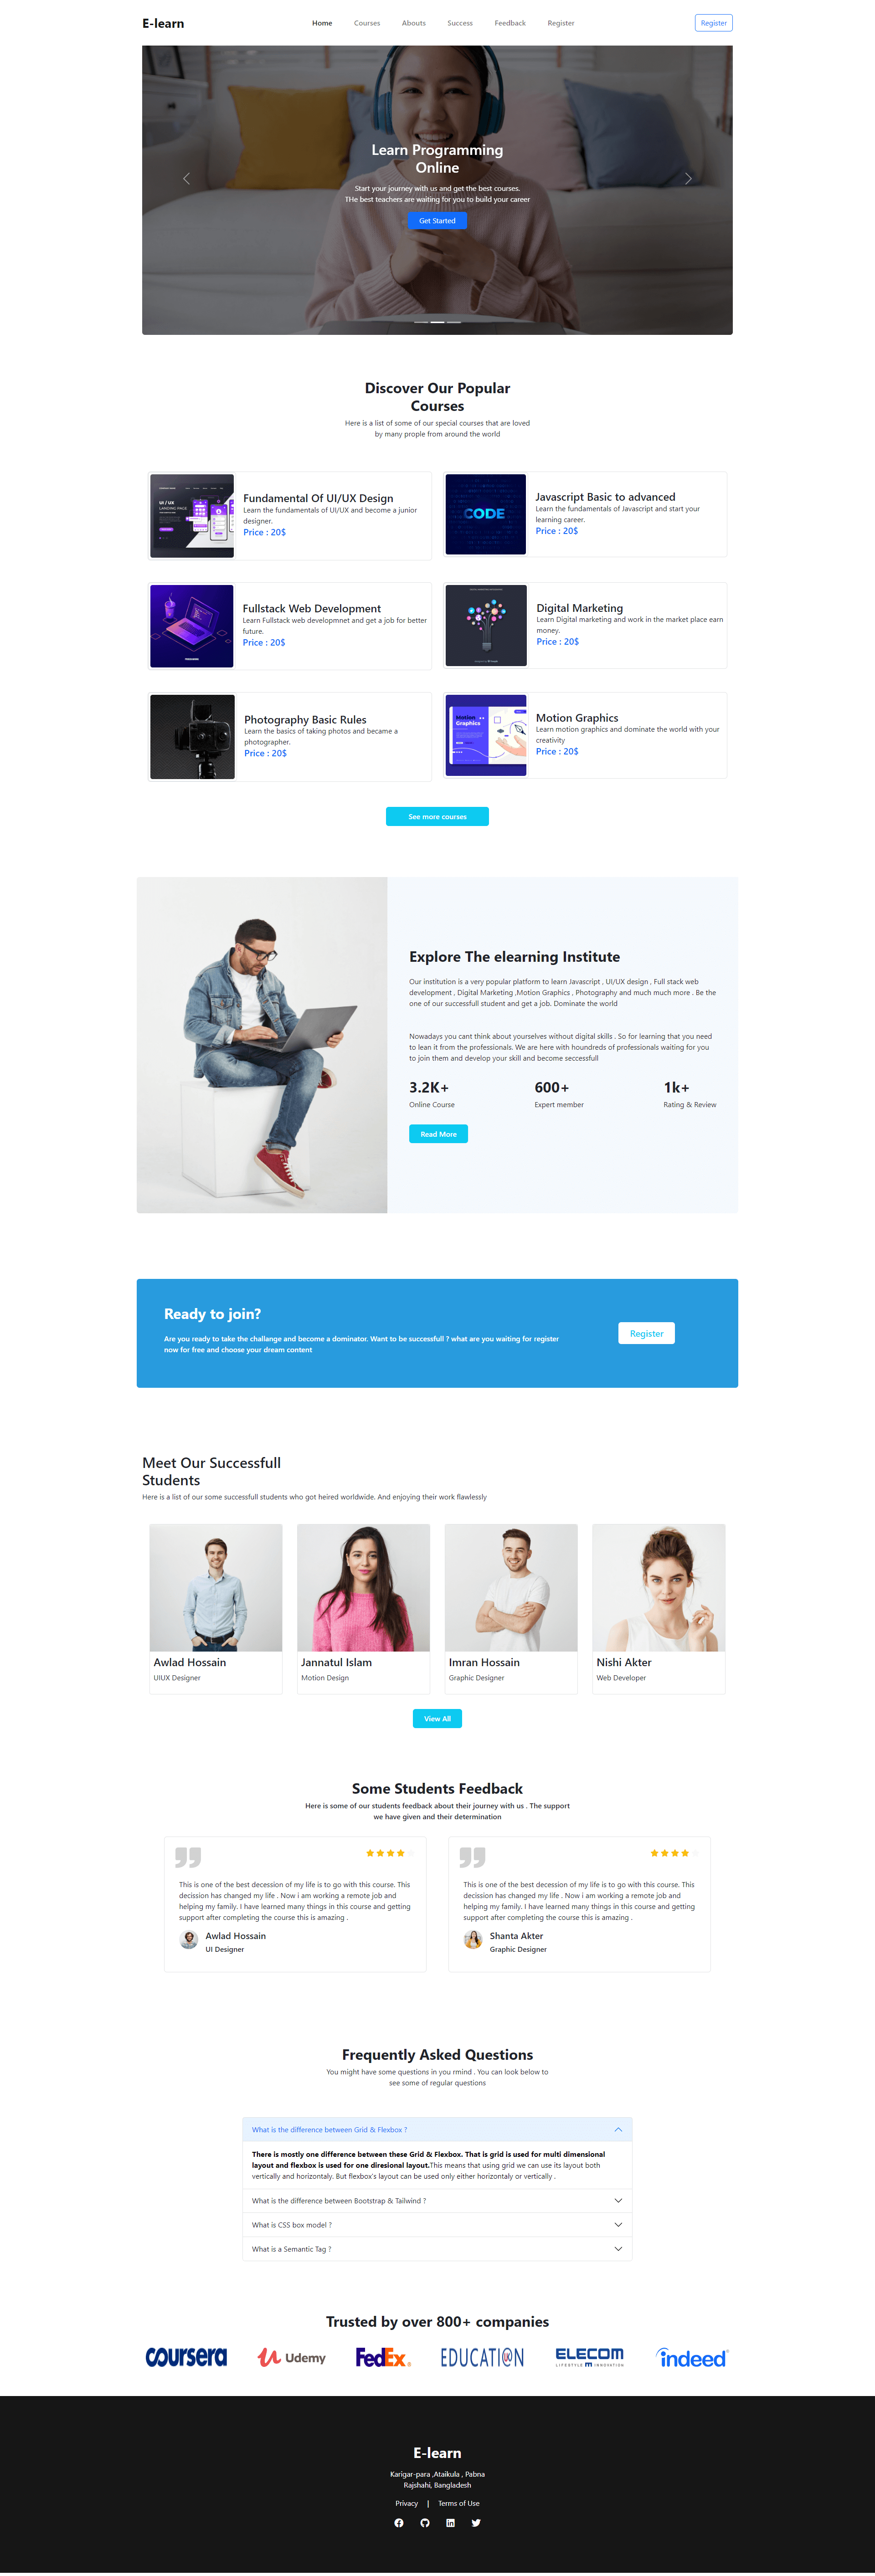 E-learn
Home Courses Abouts Success Feedback Register
Register
Learn Programming
Online
Start your journey with us and get the best courses.
THe best teachers are waiting for you to build your career
Get Started
Discover Our Popular
Courses
Here is a list of some of our special courses that are loved
by many prople from around the world
UI / UX
LANDING PAGE
Fundamental Of UI/UX Design
Learn the fundamentals of UI/UX and become a junior
designer.
Price : 20$
CODE
Javascript Basic to advanced
Learn the fundamentals of Javascript and start your
learning career.
Price : 20$
Fullstack Web Development
Learn Fullstack web developmnet and get a job for better
future.
Price : 20$
Digital Marketing
Learn Digital marketing and work in the market place earn
money.
Price : 20$
Photography Basic Rules
Learn the basics of taking photos and became a
photographer.
Price : 20$
Motion
Graphics
Motion Graphics
Learn motion graphics and dominate the world with your
creativity
Price : 20$
See more courses
Explore The elearning Institute
Our institution is a very popular platform to learn Javascript , UI/UX design , Full stack web
development , Digital Marketing ,Motion Graphics , Photography and much much more . Be the
one of our successfull student and get a job. Dominate the world
Nowadays you cant think about yourselves without digital skills . So for learning that you need
to lean it from the professionals. We are here with houndreds of professionals waiting for you
to join them and develop your skill and become seccessfull
3.2K+ 600+ 1k+
Online Course Expert member Rating & Review
Read More
Ready to join?
Are you ready to take the challange and become a dominator. Want to be successfull ? what are you waiting for register
now for free and choose your dream content
Register
Meet Our Successfull
Students
Here is a list of our some successfull students who got heired worldwide. And enjoying their work flawlessly
Awlad Hossain
UIUX Designer
Jannatul Islam
Motion Design
Imran Hossain
Graphic Designer
Nishi Akter
Web Developer
View All
Some Students Feedback
Here is some of our students feedback about their journey with us . The support
we have given and their determination
This is one of the best decession of my life is to go with this course. This
decission has changed my life . Now i am working a remote job and
helping my family. I have learned many things in this course and getting
support after completing the course this is amazing .
Awlad Hossain
UI Designer
This is one of the best decession of my life is to go with this course. This
decission has changed my life . Now i am working a remote job and
helping my family. I have learned many things in this course and getting
support after completing the course this is amazing .
Shanta Akter
Graphic Designer
Frequently Asked Questions
You might have some questions in you rmind . You can look below to
see some of regular questions
What is the difference between Grid & Flexbox ?
There is mostly one difference between these Grid & Flexbox. That is grid is used for multi dimensional
layout and flexbox is used for one diresional layout.This means that using grid we can use its layout both
vertically and horizontaly. But flexbox's layout can be used only either horizontaly or vertically .
What is the difference between Bootstrap & Tailwind ?
What is CSS box model ?
What is a Semantic Tag ?
Trusted by over 800+ companies
coursera Udemy FedEx® EDUCATI@N ELECOM indeed®
LIFESTYLE INNOVATION
E-learn
Karigar-para ,Ataikula , Pabna
Rajshahi, Bangladesh
Privacy | Terms of Use